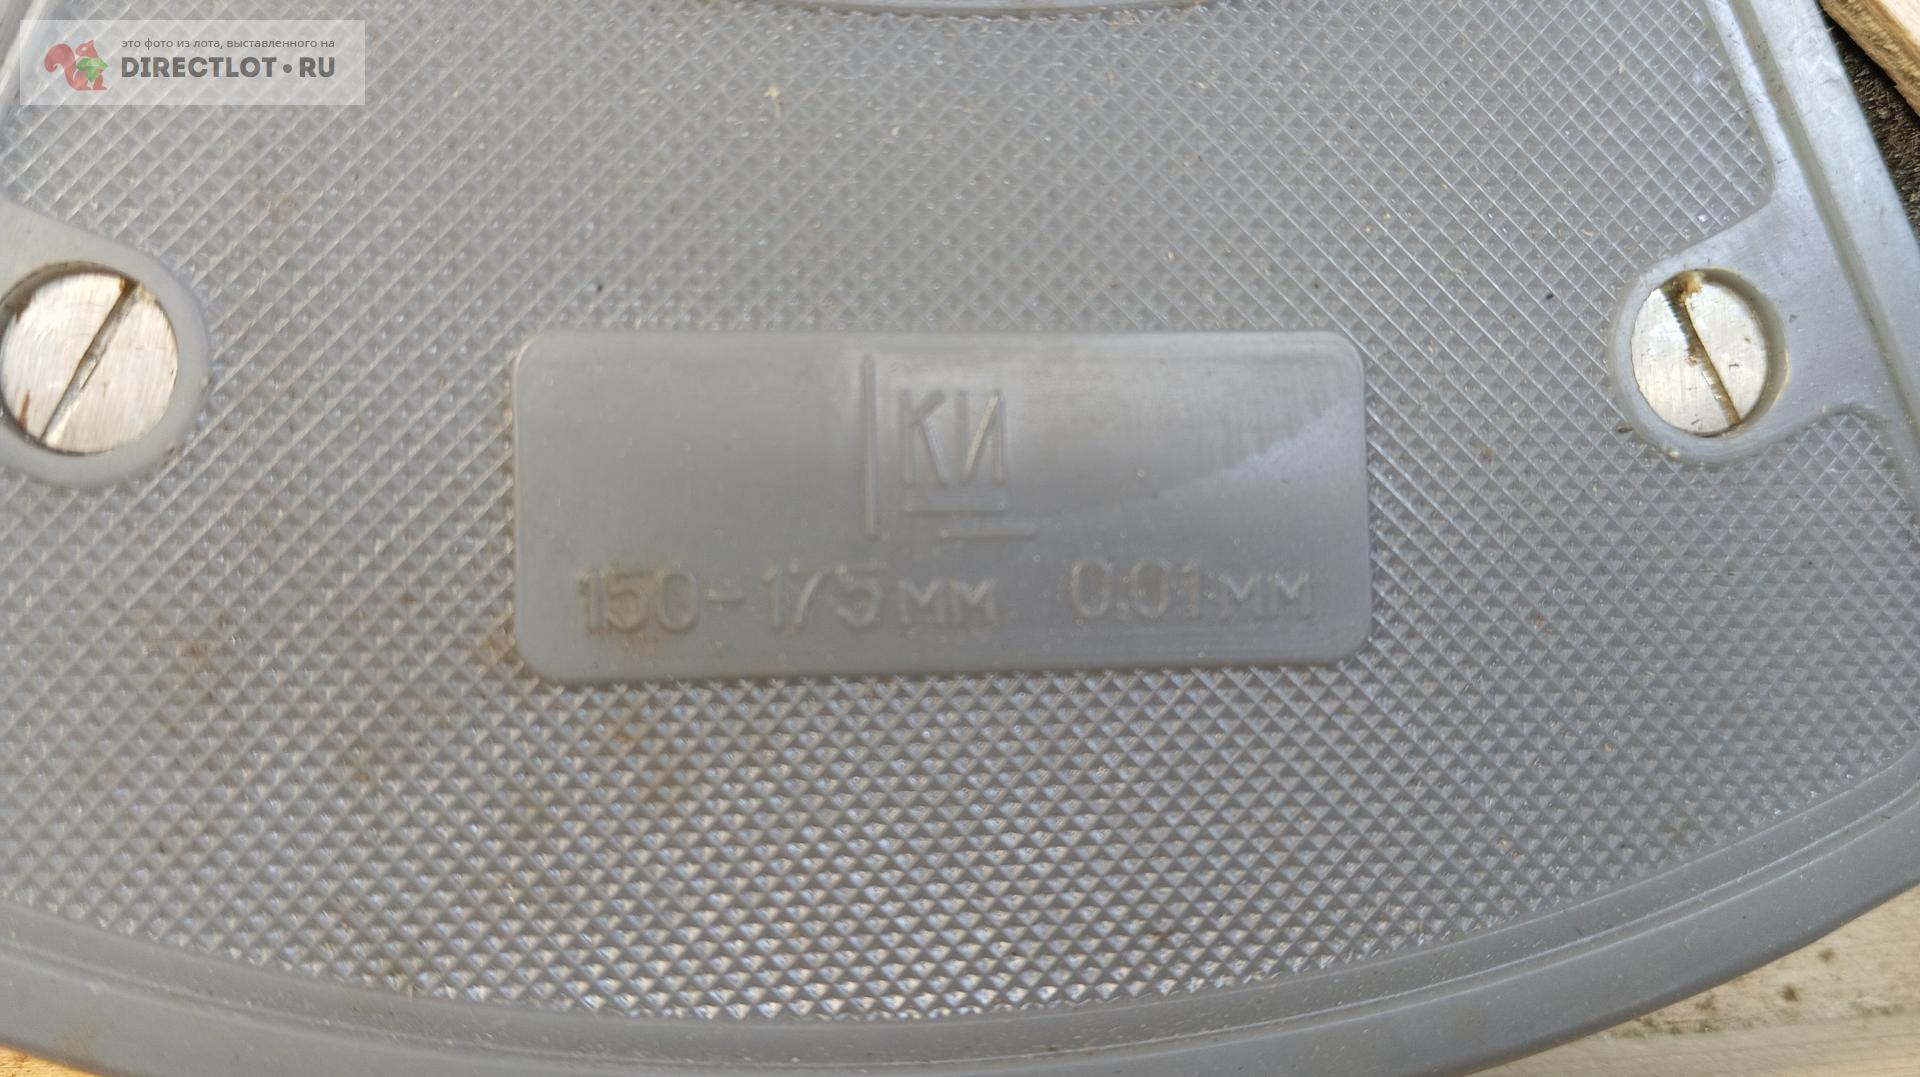 это фото из лота, выставленного на
DIRECTLOT•RU
КИ
150-175мм 0.01мм